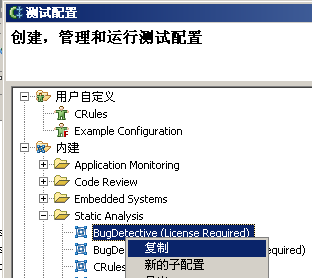 测试配置
创建，管理和运行测试配置
用户自定义
CRules
Example Configuration
内建
Application Monitoring
Code Review
Embedded Systems
Static Analysis
BugDetective (License Required)
BugDe
quired)
复制
CRules
新的子配置